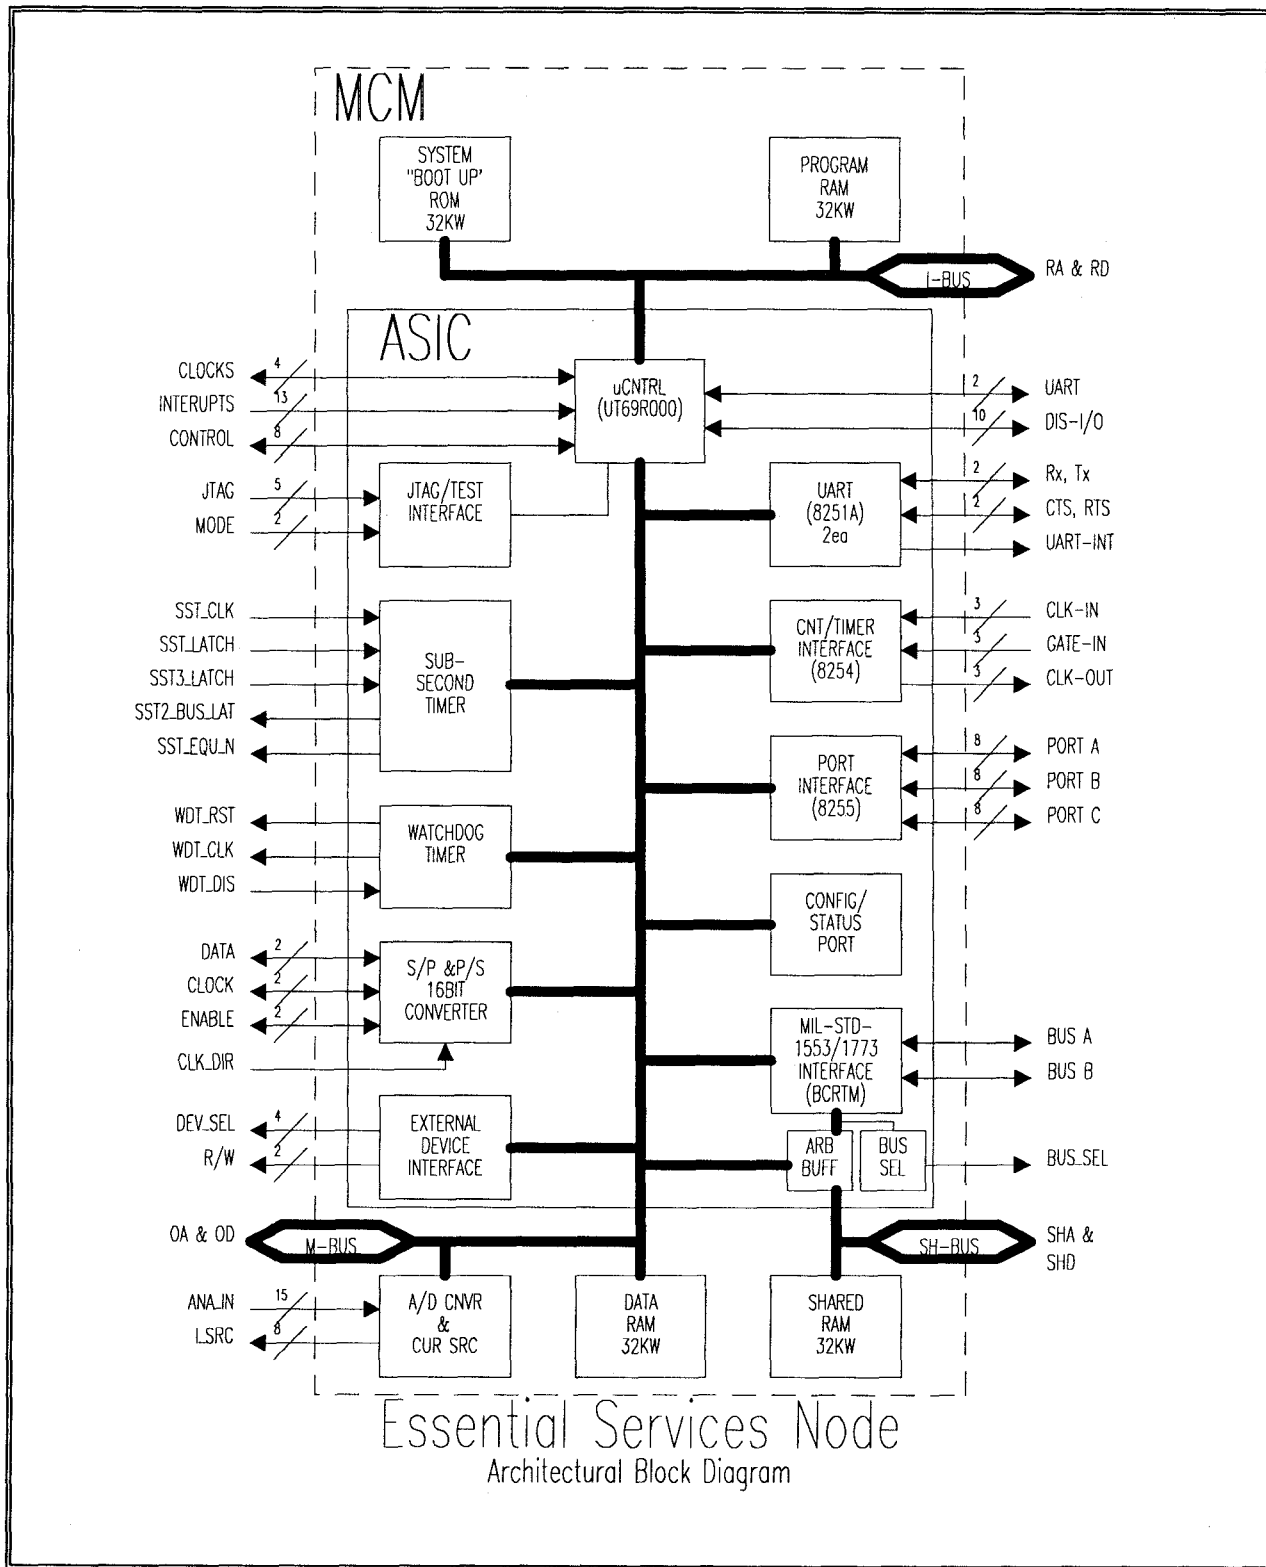 MCM
SYSTEM
"BOOT UP'
ROM
32KW
PROGRAM
RAM
32KW
I-BUS
RA & RD
ASIC
uCNTRL
(UT69R000)
CLOCKS
4
INTERUPTS
13
CONTROL
8
2
UART
10
DIS-I/O
JTAG
5
MODE
2
JTAG/TEST
INTERFACE
UART
(8251A)
2ea
2
Rx, Tx
2
CTS, RTS
UART-INT
SST_CLK
SST_LATCH
SST3_LATCH
SST2_BUS_LAT
SST_EQU_N
SUB-
SECOND
TIMER
CNT/TIMER
INTERFACE
(8254)
3
CLK-IN
3
GATE-IN
3
CLK-OUT
PORT
INTERFACE
(8255)
8
PORT A
8
PORT B
8
PORT C
WDT_RST
WDT_CLK
WDT_DIS
WATCHDOG
TIMER
CONFIG/
STATUS
PORT
DATA
2
CLOCK
2
ENABLE
2
CLK_DIR
S/P &P/S
16BIT
CONVERTER
MIL-STD-
1553/1773
INTERFACE
(BCRTM)
BUS A
BUS B
DEV_SEL
4
R/W
2
EXTERNAL
DEVICE
INTERFACE
ARB
BUFF
BUS
SEL
BUS_SEL
OA & OD
M-BUS
SH-BUS
SHA &
SHD
ANA_IN
15
I_SRC
8
A/D CNVR
&
CUR SRC
DATA
RAM
32KW
SHARED
RAM
32KW
Essential Services Node
Architectural Block Diagram